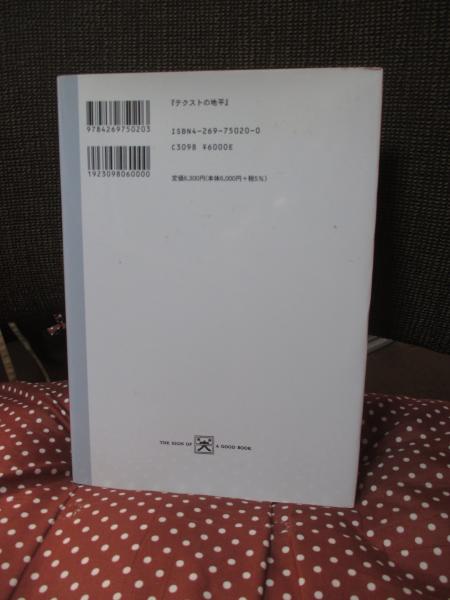 『テクストの地平』
9784269750203
ISBN4-269-75020-0
C3098 ¥6000E
1923098060000
定価6,300円(本体6,000円+税5%)
THE SIGN OF A GOOD BOOK